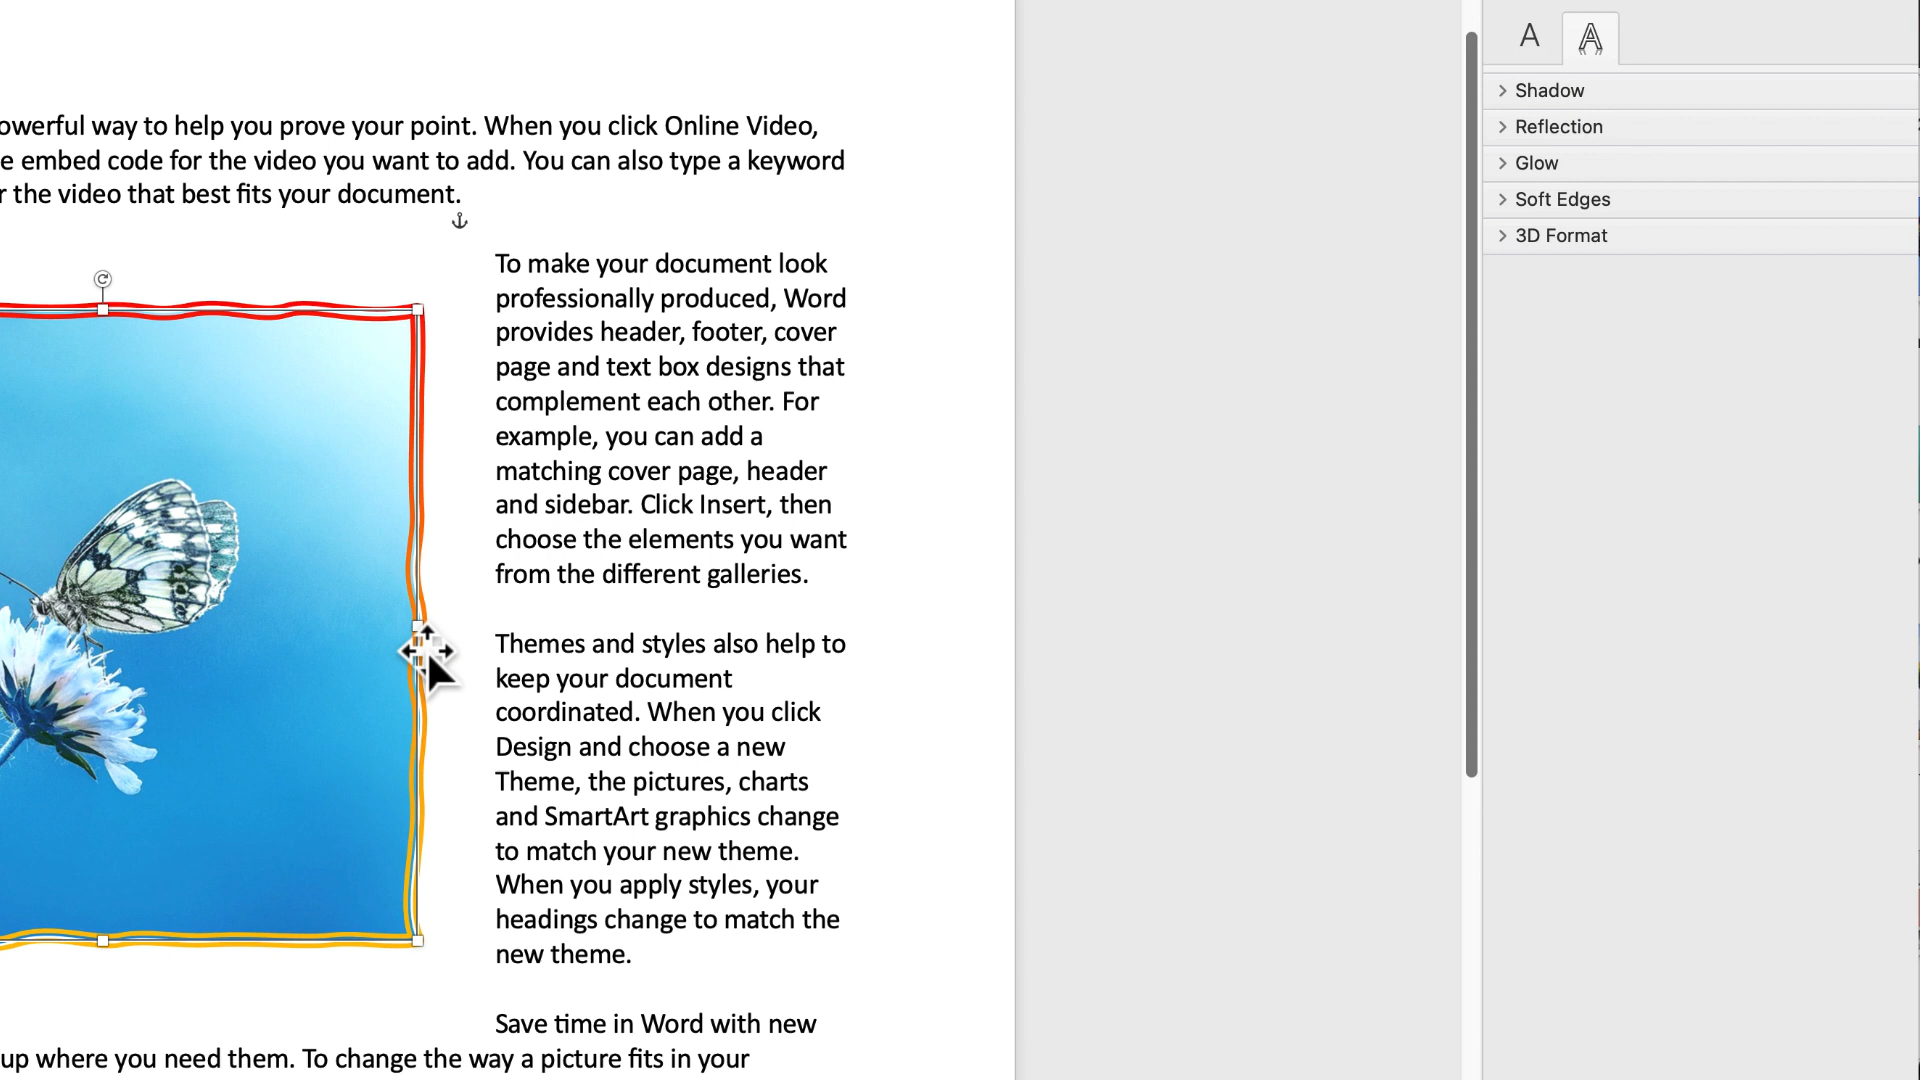 owerful way to help you prove your point. When you click Online Video,
e embed code for the video you want to add. You can also type a keyword
r the video that best fits your document.
To make your document look
professionally produced, Word
provides header, footer, cover
page and text box designs that
complement each other. For
example, you can add a
matching cover page, header
and sidebar. Click Insert, then
choose the elements you want
from the different galleries.
Themes and styles also help to
keep your document
coordinated. When you click
Design and choose a new
Theme, the pictures, charts
and SmartArt graphics change
to match your new theme.
When you apply styles, your
headings change to match the
new theme.
Save time in Word with new
up where you need them. To change the way a picture fits in your
A A
Shadow
Reflection
Glow
Soft Edges
3D Format